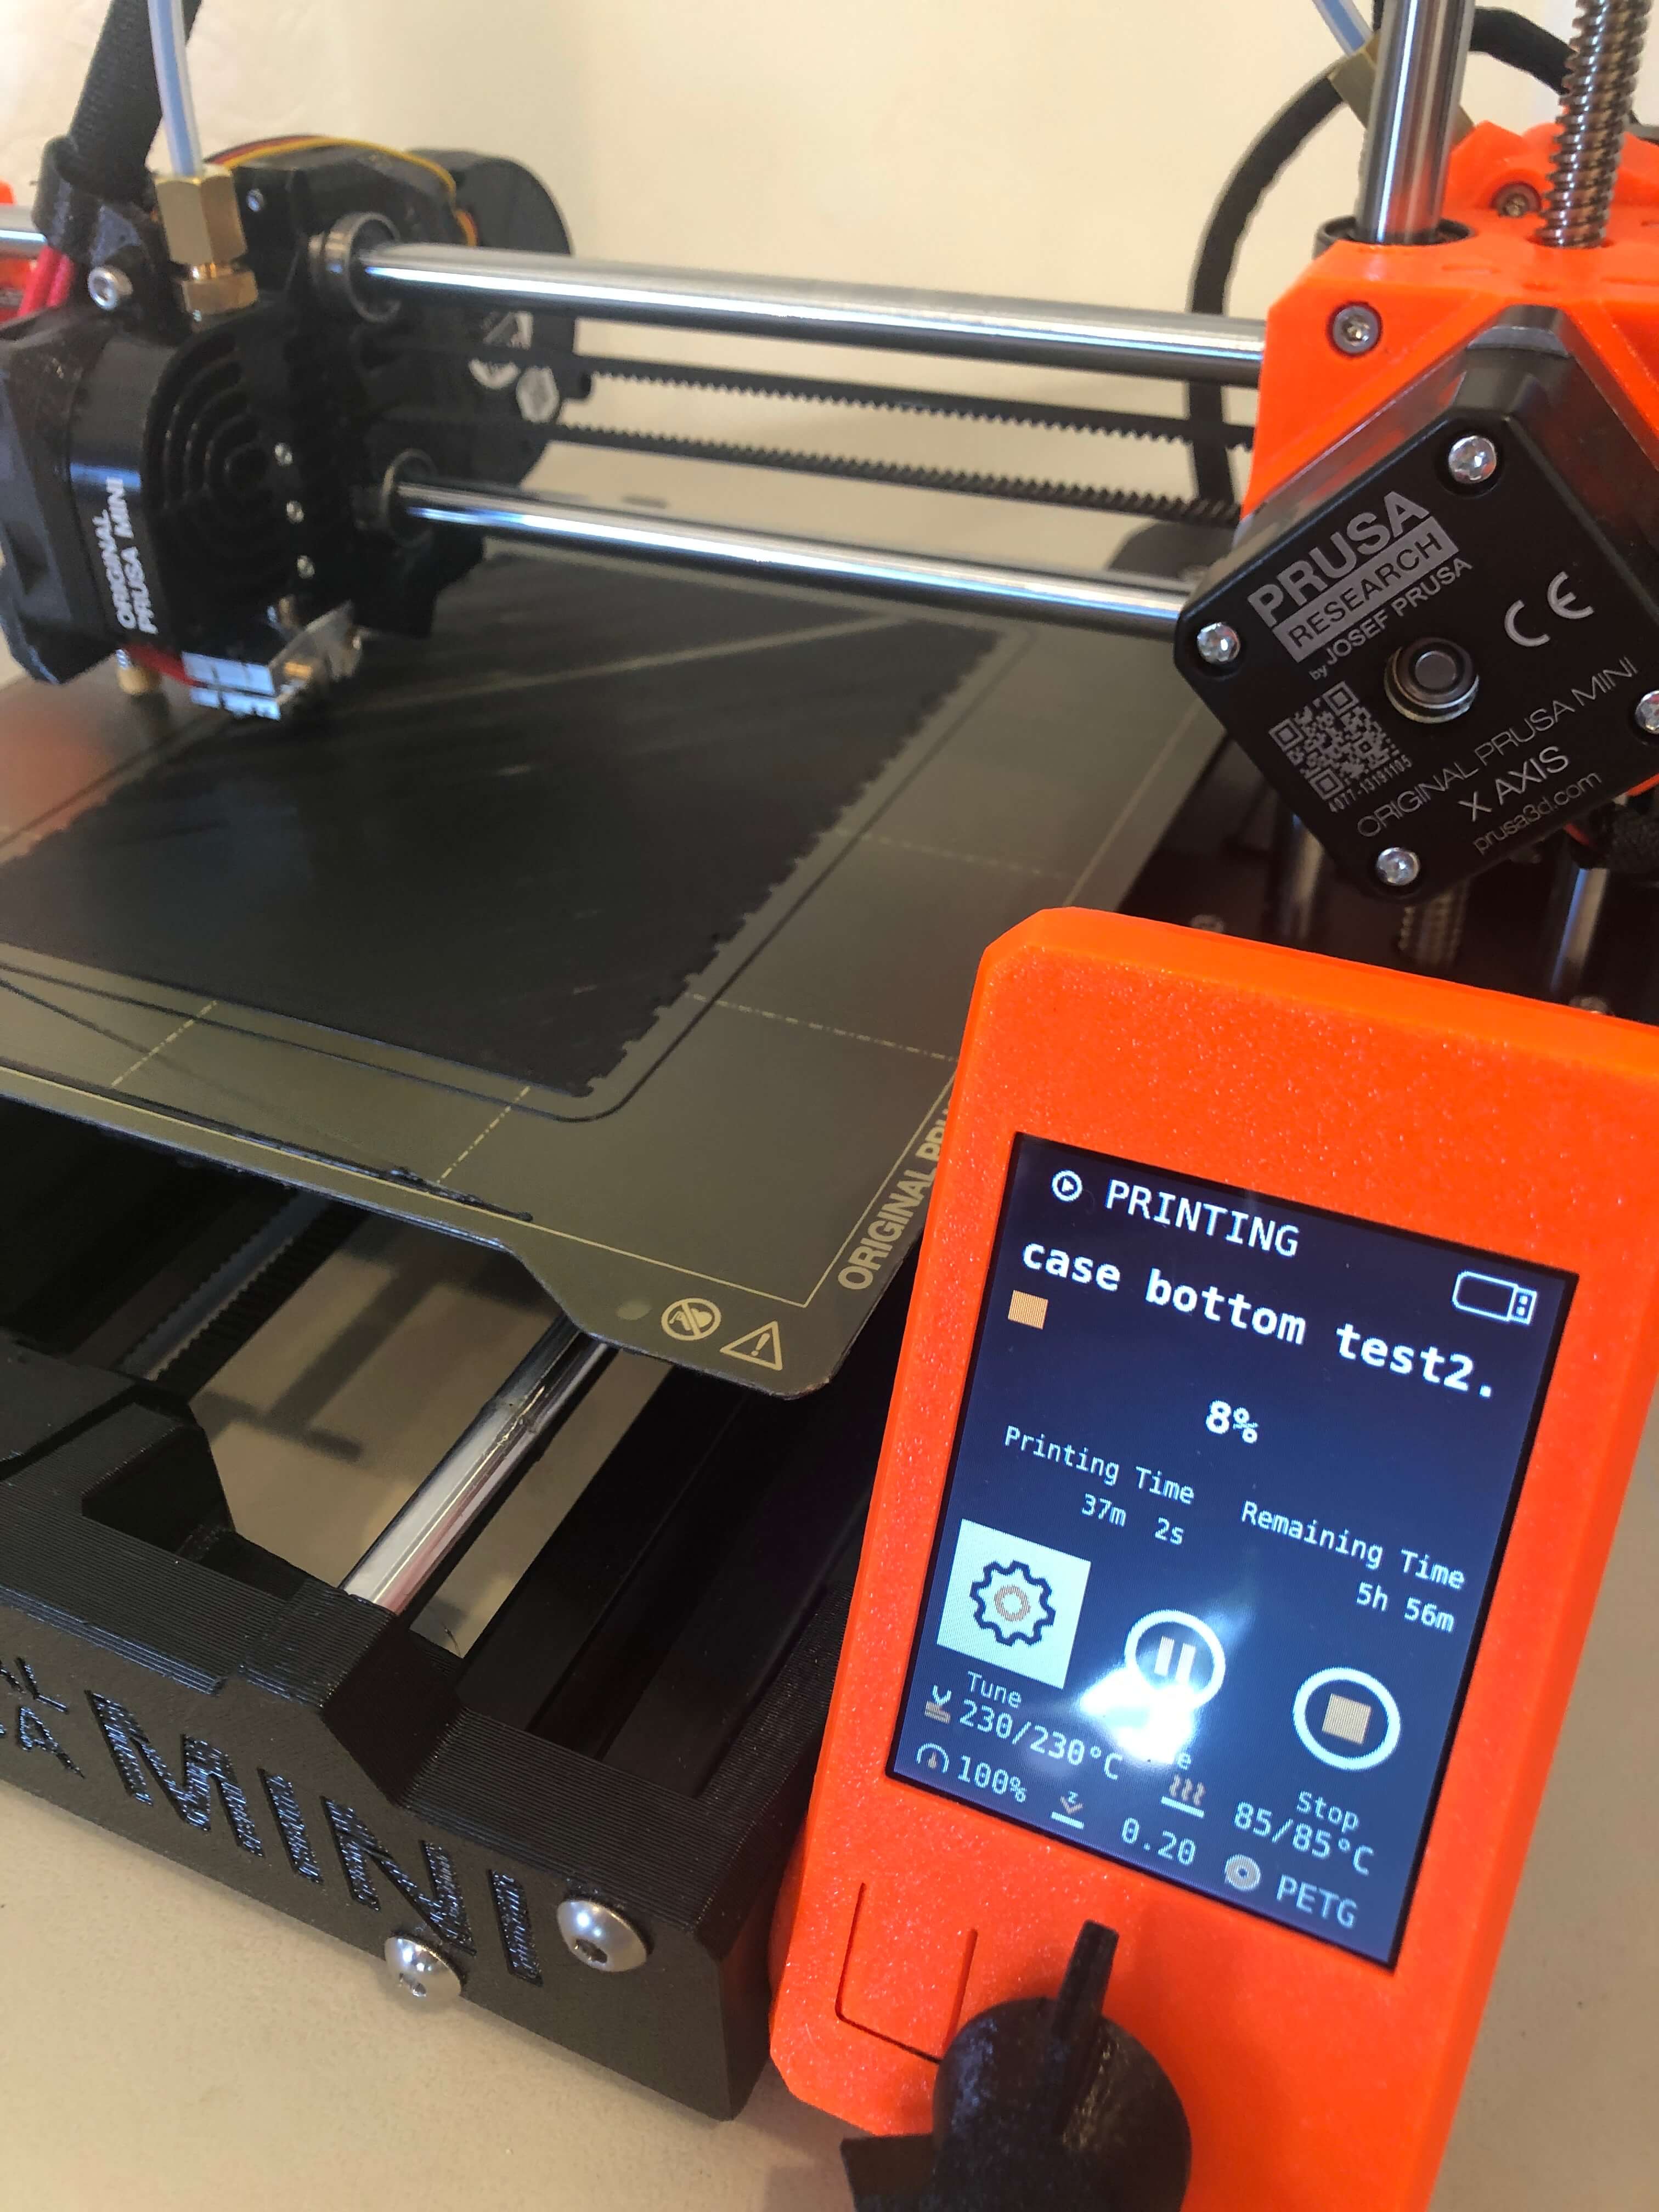 ORIGINAL
PRUSA MINI
PRUSA
RESEARCH
by JOSEF PRUSA
CE
4077-13191105
ORIGINAL PRUSA MINI
X AXIS
prusa3d.com
ORIGINAL
PRINTING
case bottom test2.
8%
Printing Time
37m 2s
Remaining Time
5h 56m
Tune
Stop
230/230°C
85/85°C
100%
0.20
PETG
MINI